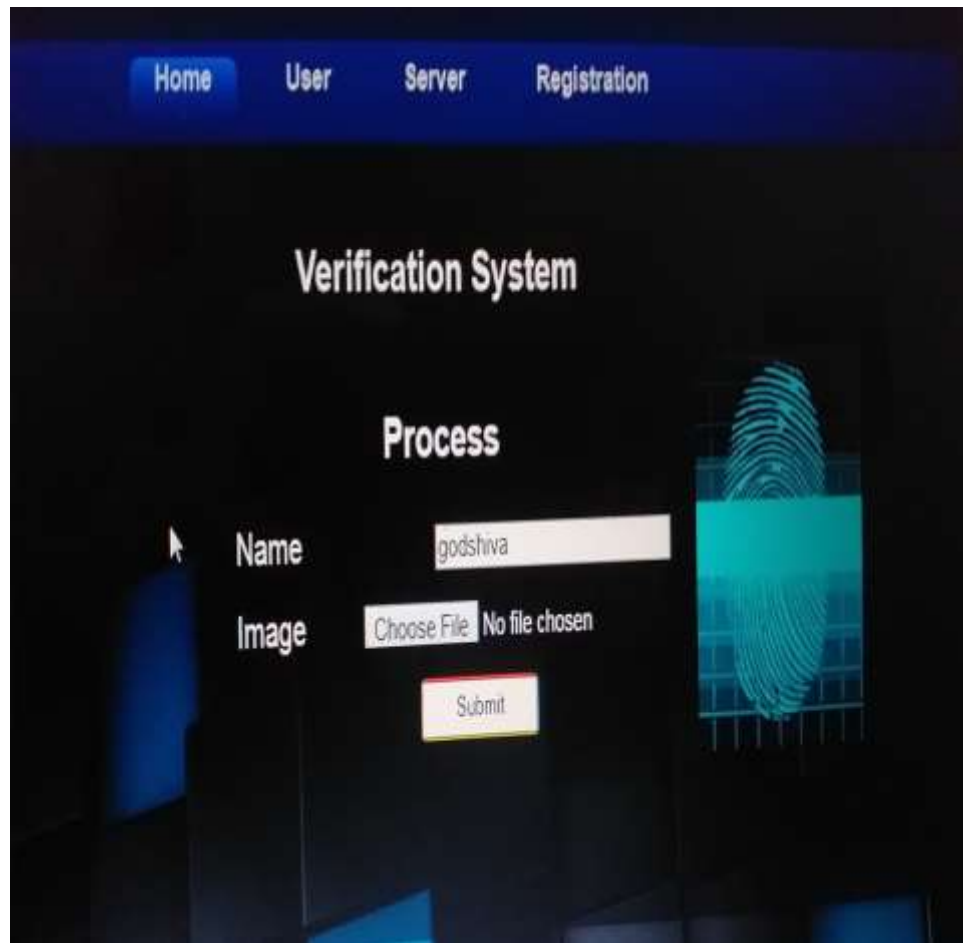 Home User Server Registration
Verification System
Process
Name godshiva
Image Choose File No file chosen
Submit